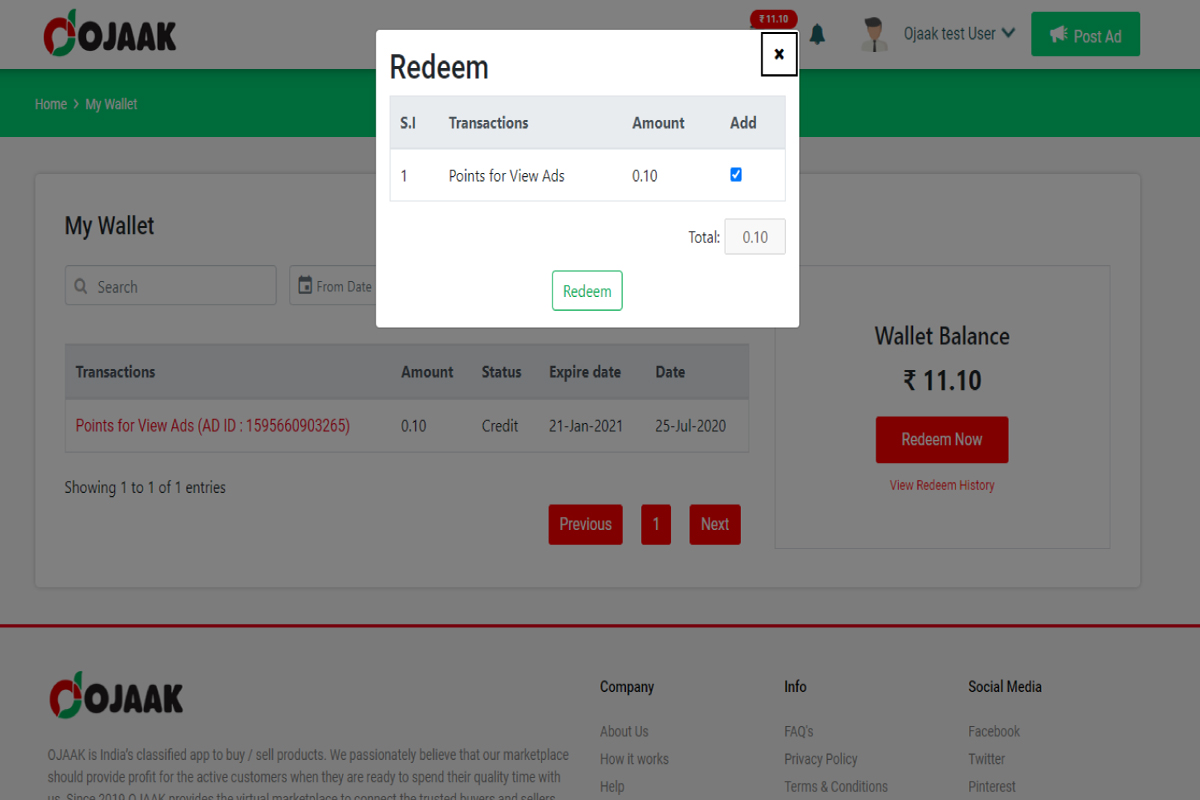 OJAAK
₹ 11.10
Ojaak test User
Post Ad
Home > My Wallet
Redeem
×
S.I Transactions Amount Add
1 Points for View Ads 0.10
Total: 0.10
Redeem
My Wallet
Search
From Date
Transactions Amount Status Expire date Date
Points for View Ads (AD ID : 1595660903265) 0.10 Credit 21-Jan-2021 25-Jul-2020
Showing 1 to 1 of 1 entries
Previous 1 Next
Wallet Balance
₹ 11.10
Redeem Now
View Redeem History
OJAAK
OJAAK is India's classified app to buy / sell products. We passionately believe that our marketplace
should provide profit for the active customers when they are ready to spend their quality time with
us. Since 2019 OJAAK provides the virtual marketplace to connect the trusted buyers and sellers
Company
About Us
How it works
Help
Info
FAQ's
Privacy Policy
Terms & Conditions
Social Media
Facebook
Twitter
Pinterest